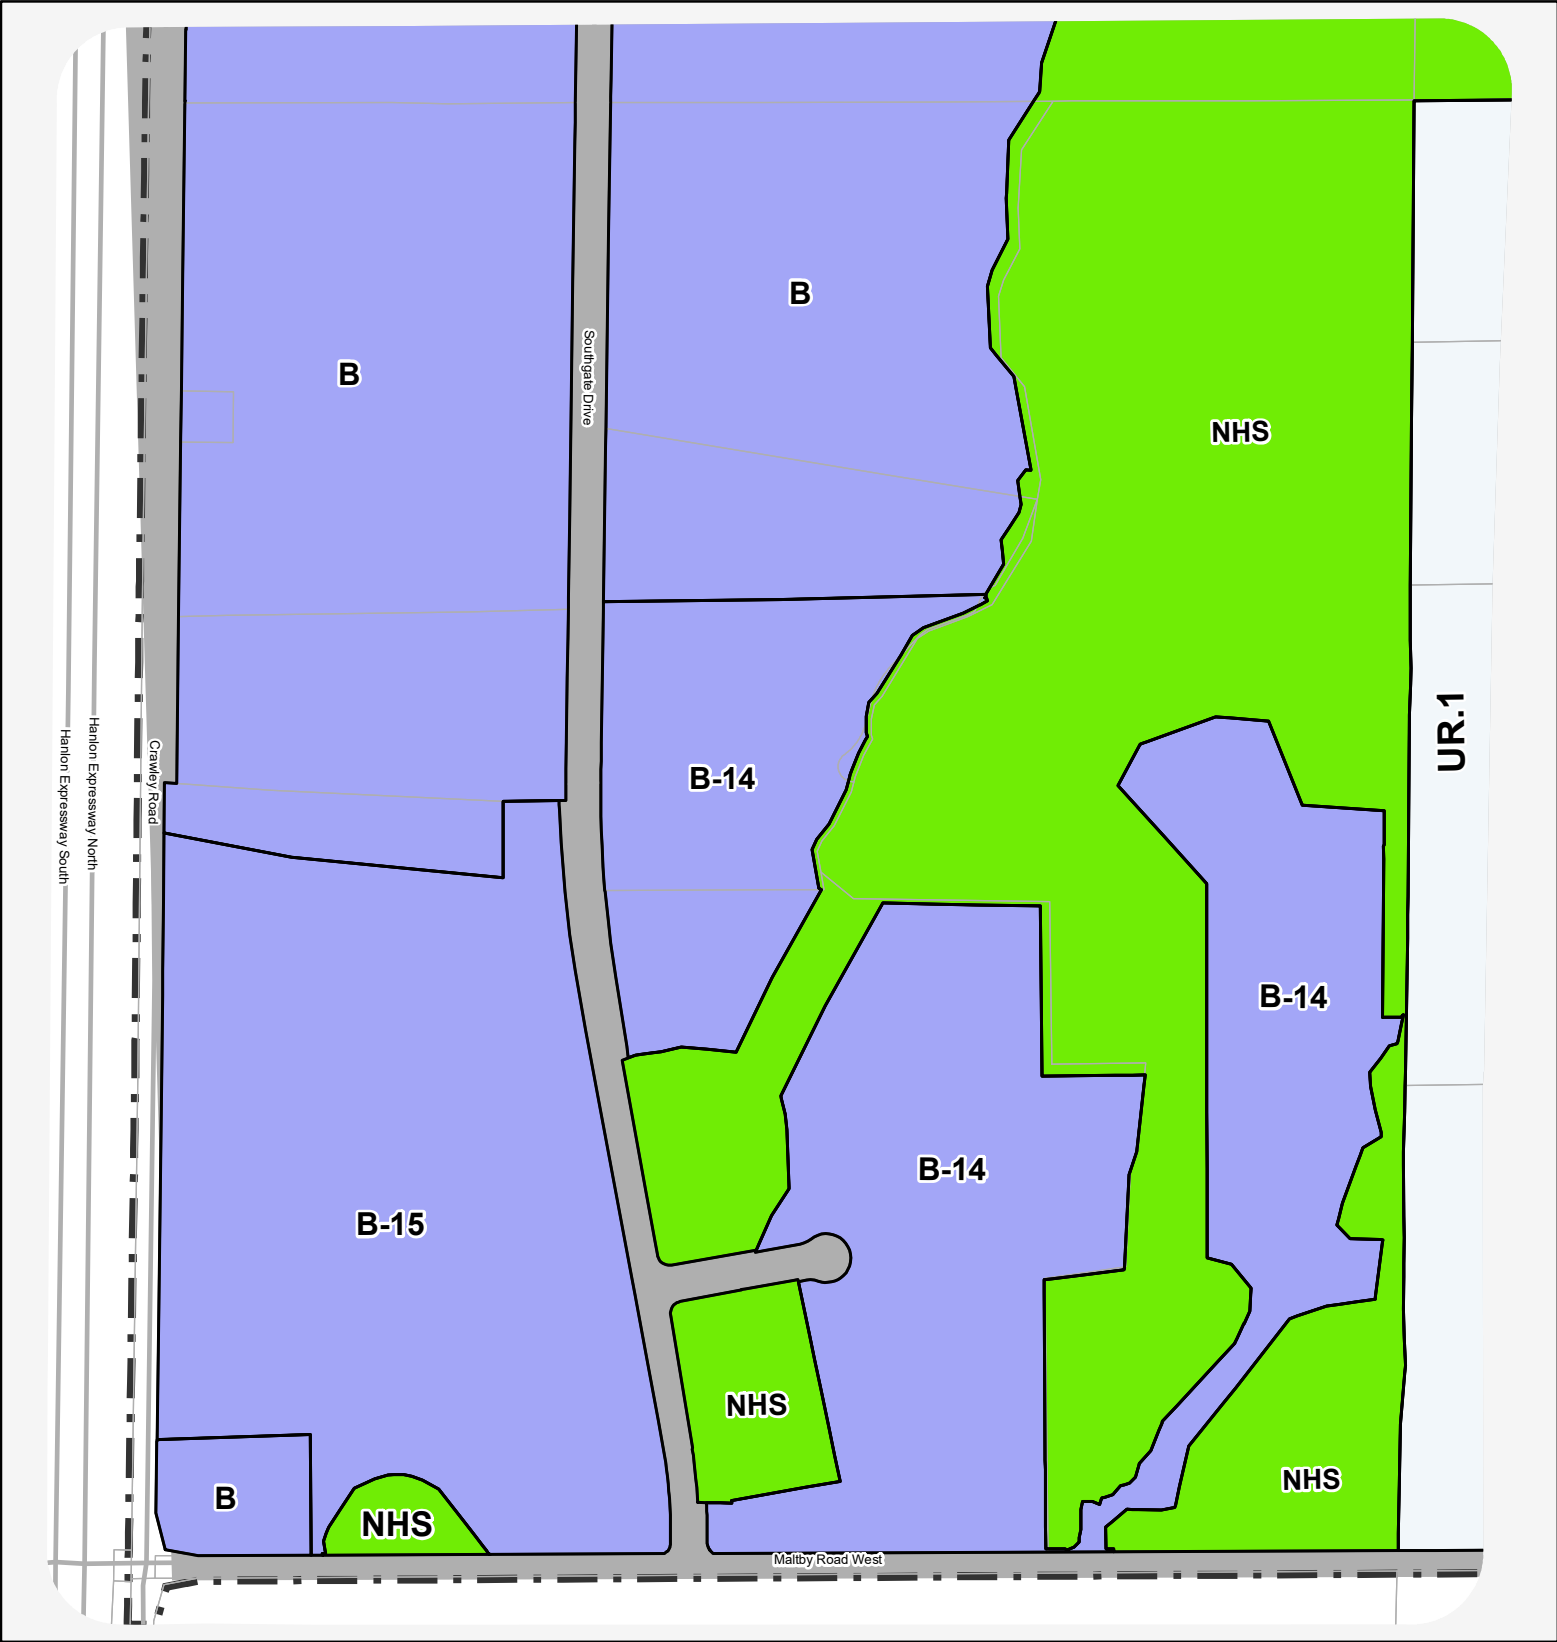 B
Southgate Drive
B
NHS
UR.1
Hanlon Expressway South
Hanlon Expressway North
Crawley Road
B-14
B-14
B-14
B-15
NHS
NHS
B
NHS
Maltby Road West